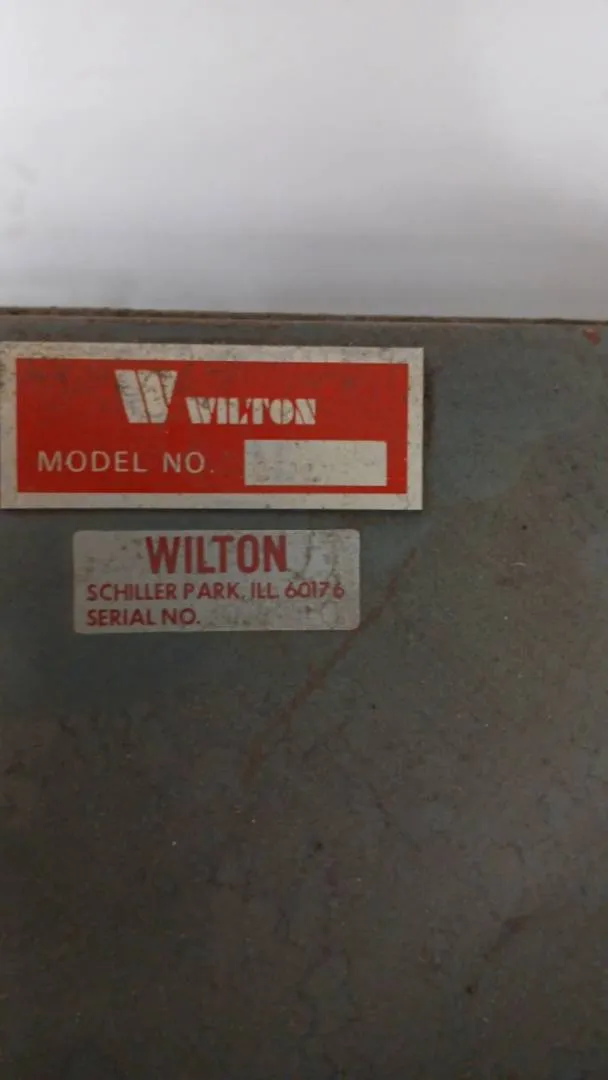 W WILTON
MODEL NO.
WILTON
SCHILLER PARK, ILL. 60176
SERIAL NO.